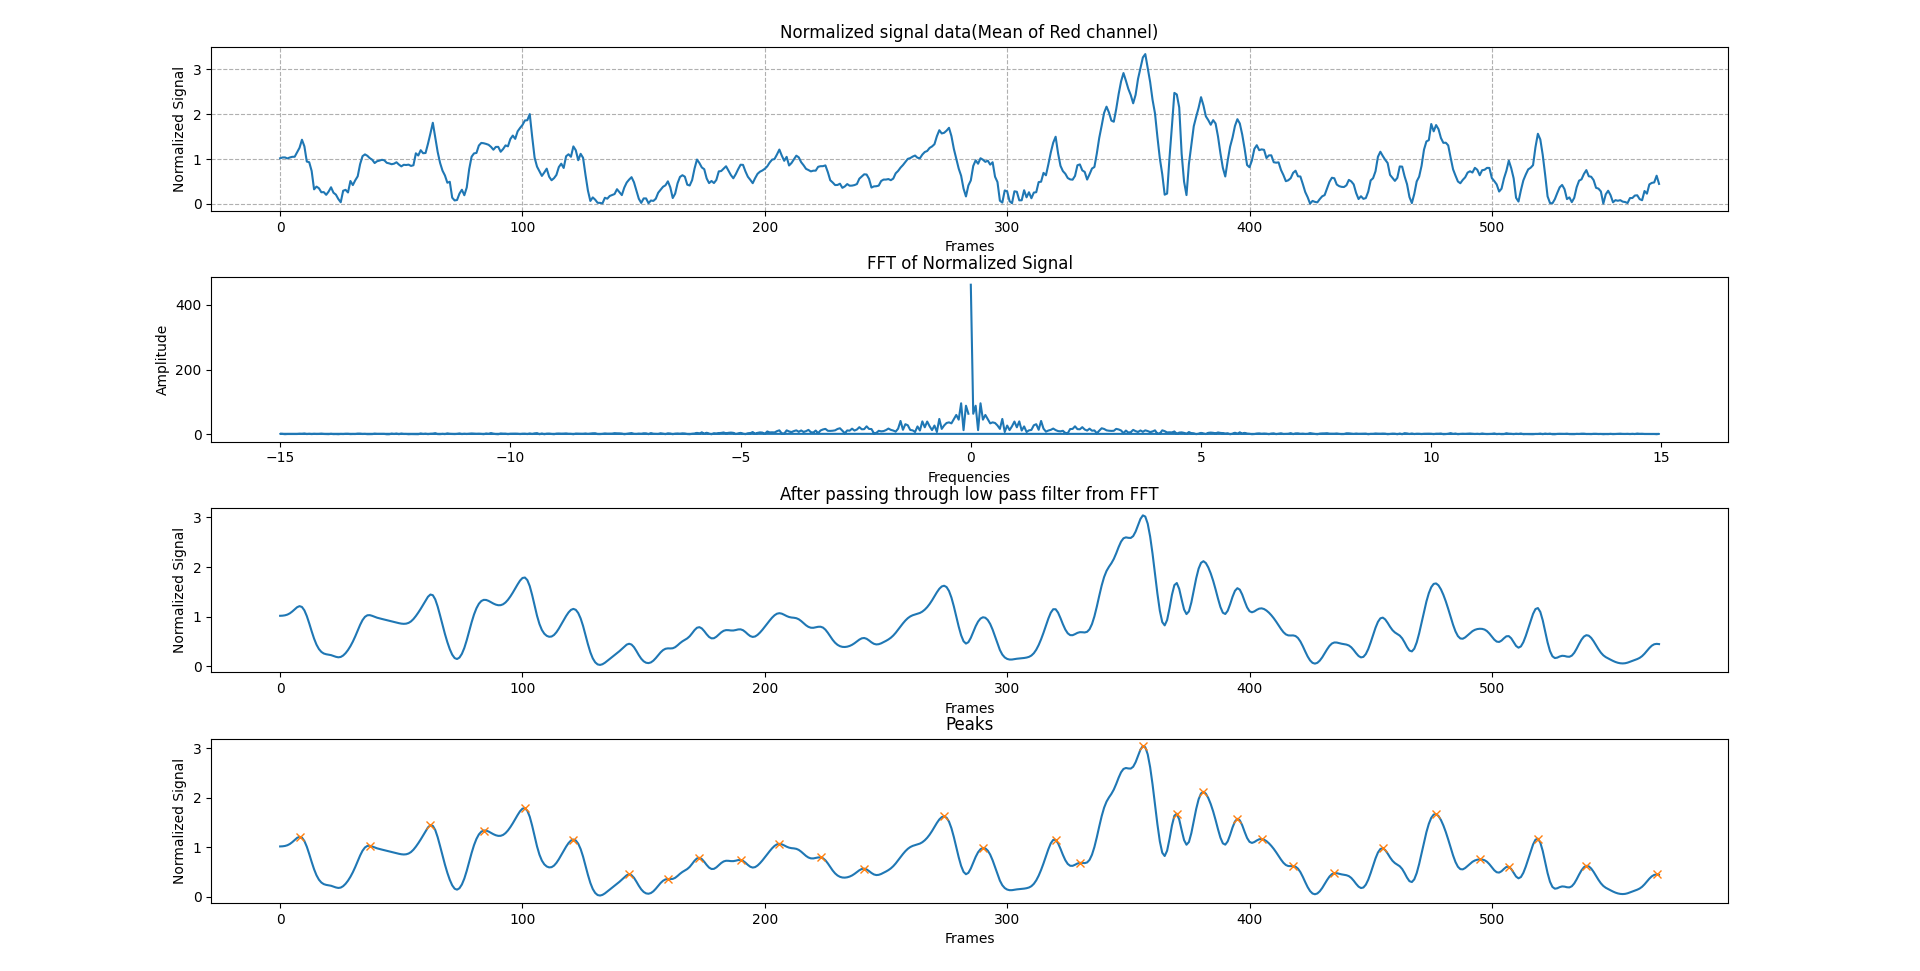 Normalized signal data(Mean of Red channel)
Normalized Signal
3
2
1
0
0 100 200 300 400 500
Frames
FFT of Normalized Signal
Amplitude
400
200
0
−15 −10 −5 0 5 10 15
Frequencies
After passing through low pass filter from FFT
Normalized Signal
3
2
1
0
0 100 200 300 400 500
Frames
Peaks
Normalized Signal
3
2
1
0
0 100 200 300 400 500
Frames